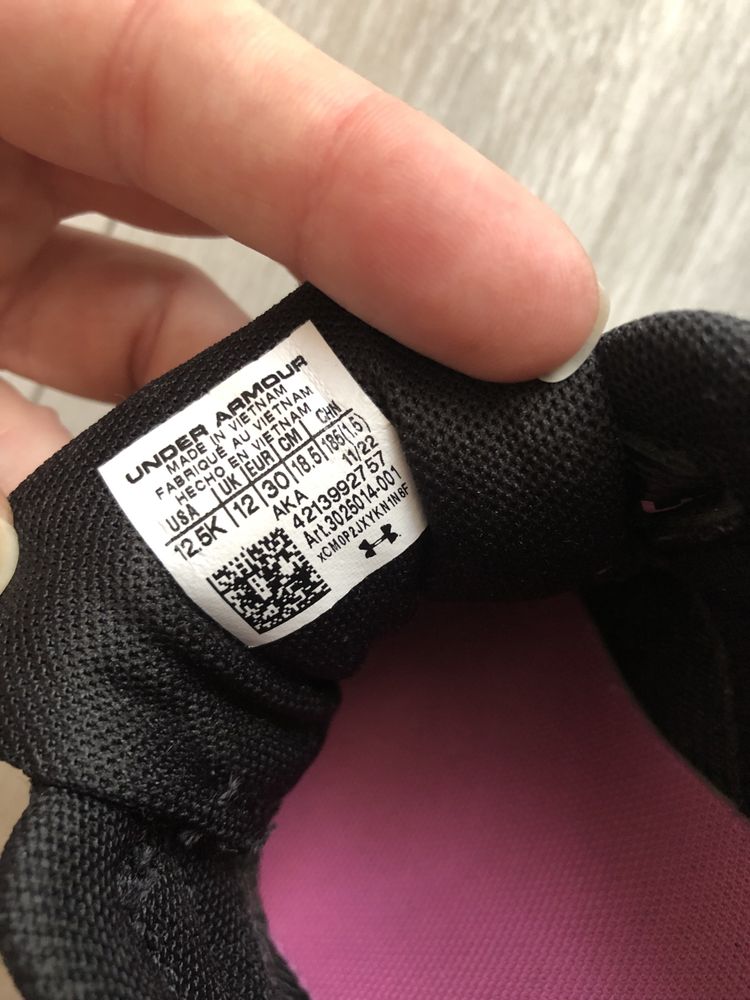 UNDER ARMOUR
MADE IN VIETNAM
FABRIQUÉ AU VIETNAM
HECHO EN VIETNAM
USA | UK | EUR | CM | CHN
12.5K | 12 | 30 | 18.5 | 185(1.5)
AKA 11/22
4213992757
Art.3025014-001
XCM0P2JXYKN1N8F